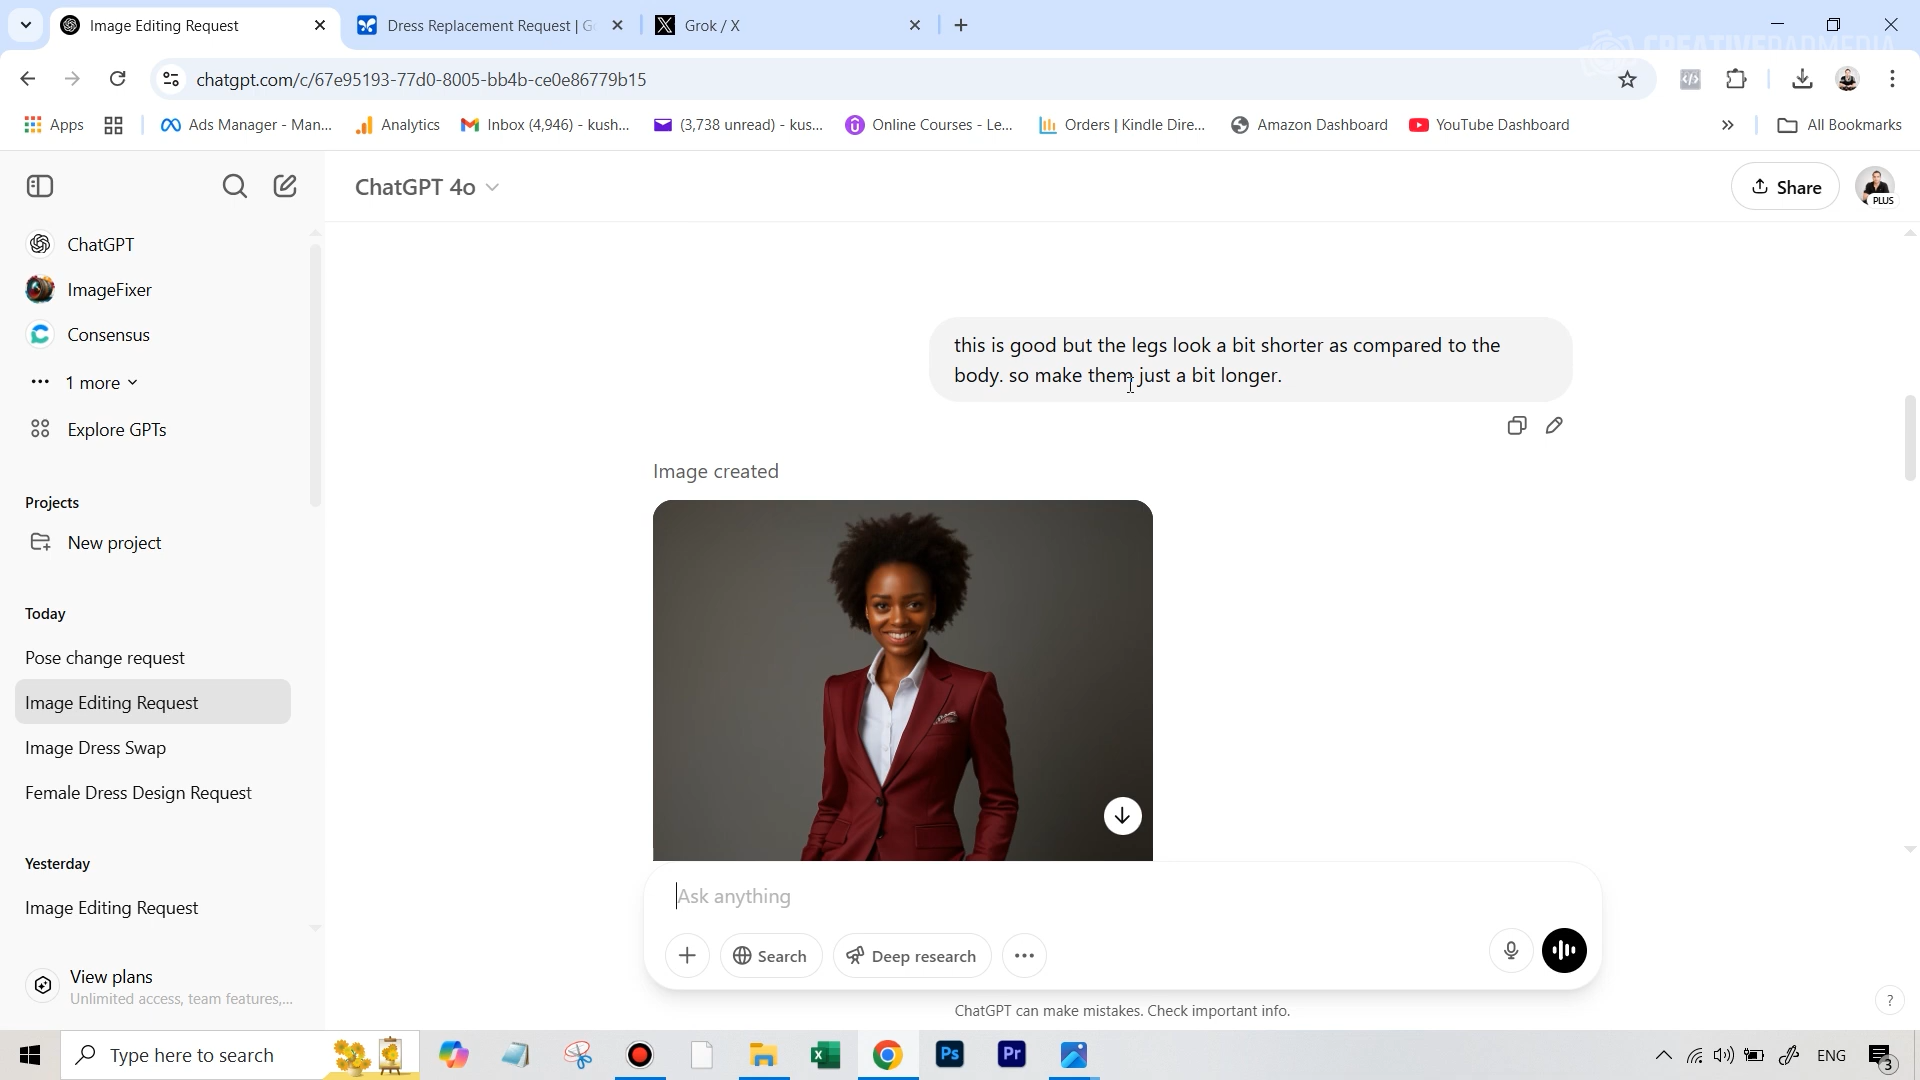 Image Editing Request
Dress Replacement Request | G
Grok / X
CREATIVEPADMEDIA
chatgpt.com/c/67e95193-77d0-8005-bb4b-ce0e86779b15
Apps
Ads Manager - Man...
Analytics
Inbox (4,946) - kush...
(3,738 unread) - kus...
Online Courses - Le...
Orders | Kindle Dire...
Amazon Dashboard
YouTube Dashboard
All Bookmarks
ChatGPT 4o
Share
PLUS
ChatGPT
ImageFixer
Consensus
1 more
Explore GPTs
Projects
New project
Today
Pose change request
Image Editing Request
Image Dress Swap
Female Dress Design Request
Yesterday
Image Editing Request
View plans
Unlimited access, team features,...
this is good but the legs look a bit shorter as compared to the
body. so make them just a bit longer.
Image created
Ask anything
Search
Deep research
ChatGPT can make mistakes. Check important info.
?
Type here to search
Ps
Pr
ENG
3